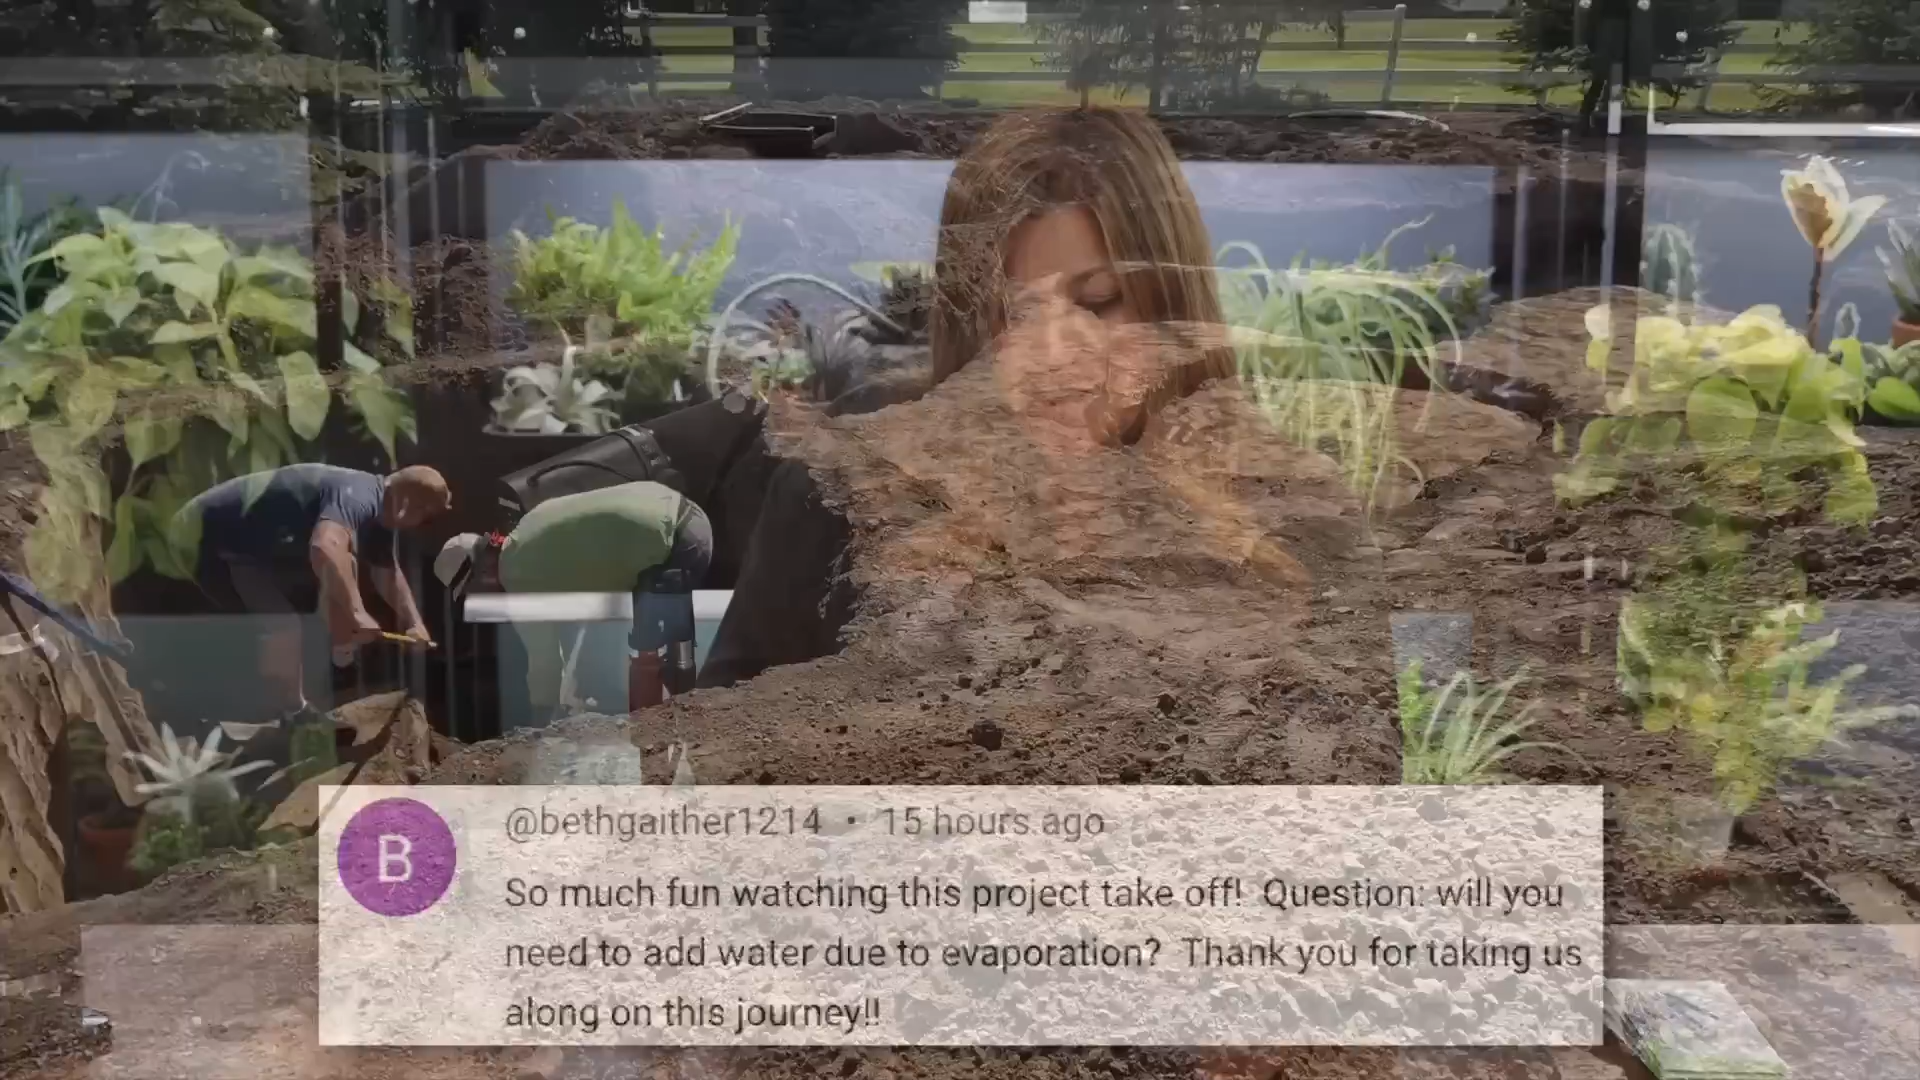 B
@bethgaither1214 • 15 hours ago
So much fun watching this project take off!  Question: will you
need to add water due to evaporation?  Thank you for taking us
along on this journey!!